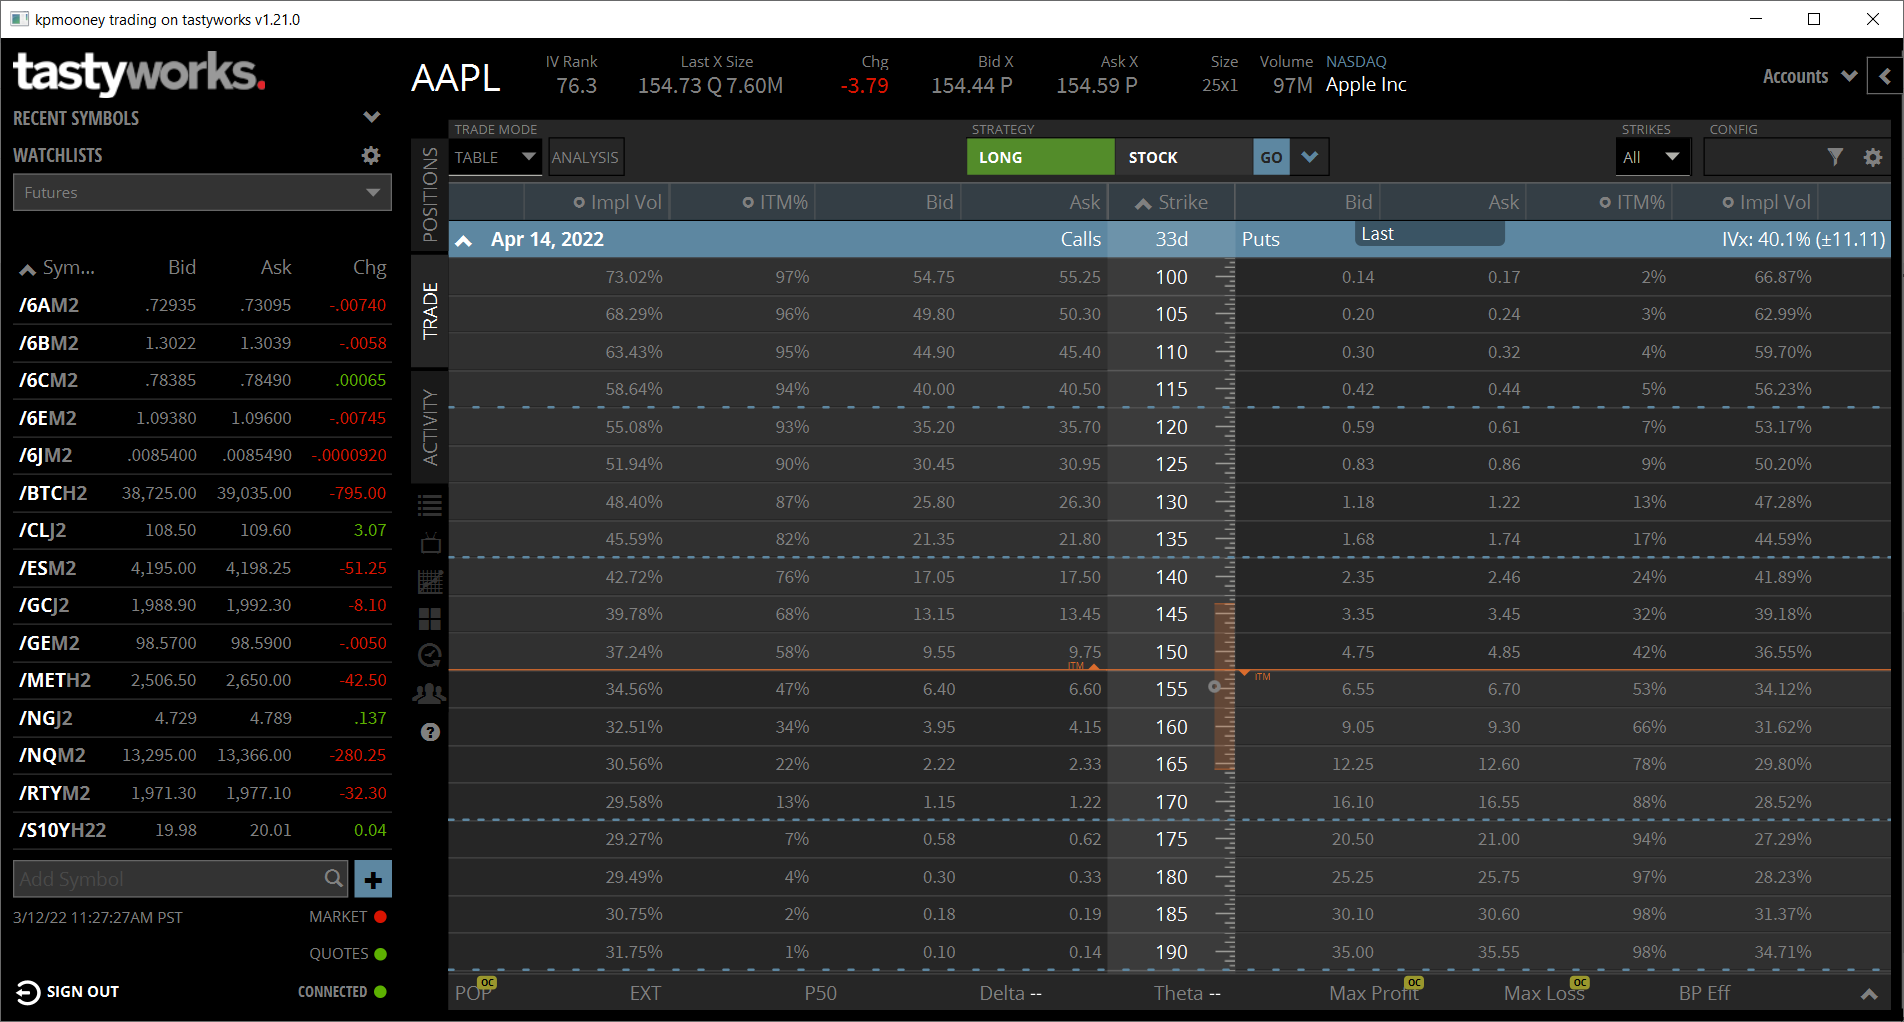 kpmooney trading on tastyworks v1.21.0
tastyworks.
RECENT SYMBOLS
WATCHLISTS
Futures
Sym... Bid Ask Chg
/6AM2 .72935 .73095 -.00740
/6BM2 1.3022 1.3039 -.0058
/6CM2 .78385 .78490 .00065
/6EM2 1.09380 1.09600 -.00745
/6JM2 .0085400 .0085490 -.0000920
/BTCH2 38,725.00 39,035.00 -795.00
/CLJ2 108.50 109.60 3.07
/ESM2 4,195.00 4,198.25 -51.25
/GCJ2 1,988.90 1,992.30 -8.10
/GEM2 98.5700 98.5900 -.0050
/METH2 2,506.50 2,650.00 -42.50
/NGJ2 4.729 4.789 .137
/NQM2 13,295.00 13,366.00 -280.25
/RTYM2 1,971.30 1,977.10 -32.30
/S10YH22 19.98 20.01 0.04
Add Symbol
3/12/22 11:27:27AM PST MARKET
QUOTES
SIGN OUT CONNECTED
AAPL
IV Rank Last X Size Chg Bid X Ask X Size Volume NASDAQ
76.3 154.73 Q 7.60M -3.79 154.44 P 154.59 P 25x1 97M Apple Inc
Accounts
POSITIONS
TRADE
ACTIVITY
TRADE MODE STRATEGY STRIKES CONFIG
TABLE ANALYSIS LONG STOCK GO All
Impl Vol ITM% Bid Ask Strike Bid Ask ITM% Impl Vol
Apr 14, 2022 Calls 33d Puts Last IVx: 40.1% (±11.11)
73.02% 97% 54.75 55.25 100 0.14 0.17 2% 66.87%
68.29% 96% 49.80 50.30 105 0.20 0.24 3% 62.99%
63.43% 95% 44.90 45.40 110 0.30 0.32 4% 59.70%
58.64% 94% 40.00 40.50 115 0.42 0.44 5% 56.23%
55.08% 93% 35.20 35.70 120 0.59 0.61 7% 53.17%
51.94% 90% 30.45 30.95 125 0.83 0.86 9% 50.20%
48.40% 87% 25.80 26.30 130 1.18 1.22 13% 47.28%
45.59% 82% 21.35 21.80 135 1.68 1.74 17% 44.59%
42.72% 76% 17.05 17.50 140 2.35 2.46 24% 41.89%
39.78% 68% 13.15 13.45 145 3.35 3.45 32% 39.18%
37.24% 58% 9.55 9.75 150 4.75 4.85 42% 36.55%
ITM ITM
34.56% 47% 6.40 6.60 155 6.55 6.70 53% 34.12%
32.51% 34% 3.95 4.15 160 9.05 9.30 66% 31.62%
30.56% 22% 2.22 2.33 165 12.25 12.60 78% 29.80%
29.58% 13% 1.15 1.22 170 16.10 16.55 88% 28.52%
29.27% 7% 0.58 0.62 175 20.50 21.00 94% 27.29%
29.49% 4% 0.30 0.33 180 25.25 25.75 97% 28.23%
30.75% 2% 0.18 0.19 185 30.10 30.60 98% 31.37%
31.75% 1% 0.10 0.14 190 35.00 35.55 98% 34.71%
POP OC EXT P50 Delta -- Theta -- Max Profit OC Max Loss OC BP Eff